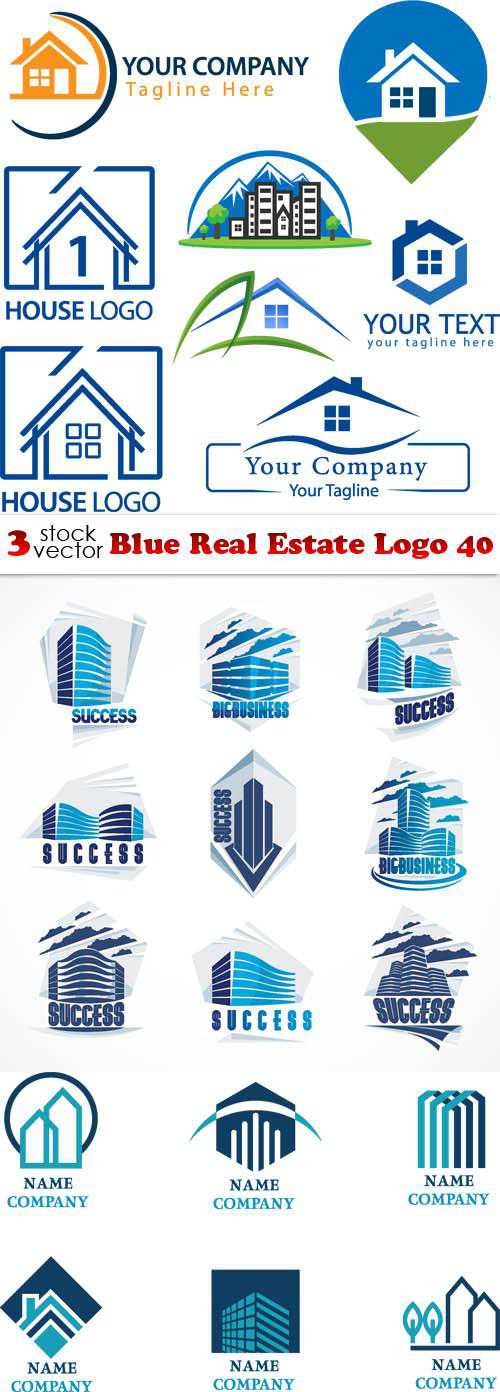 YOUR COMPANY
Tagline Here
1
HOUSE LOGO
YOUR TEXT
your tagline here
HOUSE LOGO
Your Company
Your Tagline
3 stock vector Blue Real Estate Logo 40
SUCCESS
BIGBUSINESS
SUCCESS
SUCCESS
SUCCESS
BIGBUSINESS
SUCCESS
SUCCESS
SUCCESS
NAME
COMPANY
NAME
COMPANY
NAME
COMPANY
NAME
COMPANY
NAME
COMPANY
NAME
COMPANY